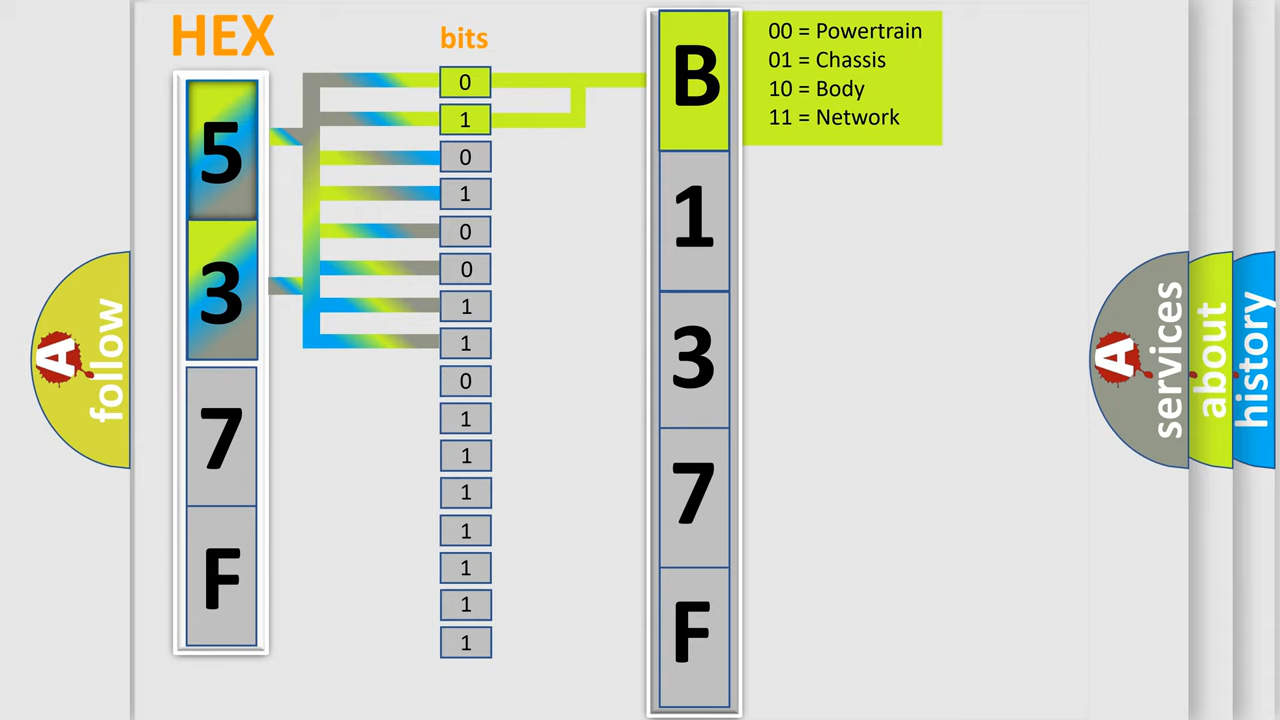 HEX
5
3
7
F
bits
0
1
0
1
0
0
1
1
0
1
1
1
1
1
1
1
B
1
3
7
F
00 = Powertrain
01 = Chassis
10 = Body
11 = Network
A
follow
A
services
about
history